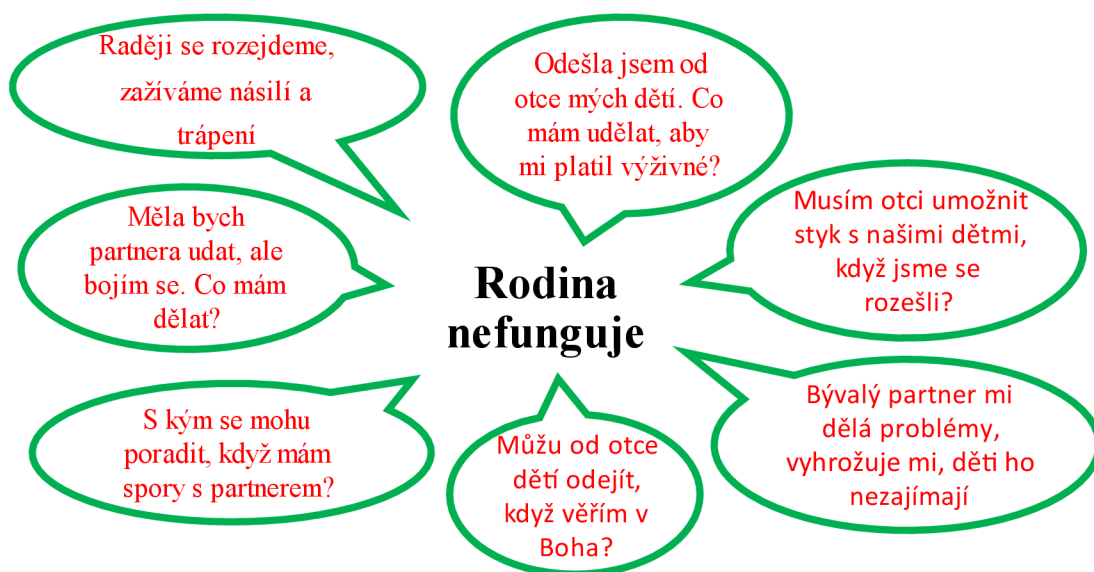 Raději se rozejdeme,
zažíváme násilí a
trápení
Odešla jsem od
otce mých dětí. Co
mám udělat, aby
mi platil výživné?
Měla bych
partnera udat, ale
bojím se. Co mám
dělat?
Rodina
nefunguje
Musím otci umožnit
styk s našimi dětmi,
když jsme se
rozešli?
S kým se mohu
poradit, když mám
spory s partnerem?
Můžu od otce
dětí odejít,
když věřím v
Boha?
Bývalý partner mi
dělá problémy,
vyhrožuje mi, děti ho
nezajímají